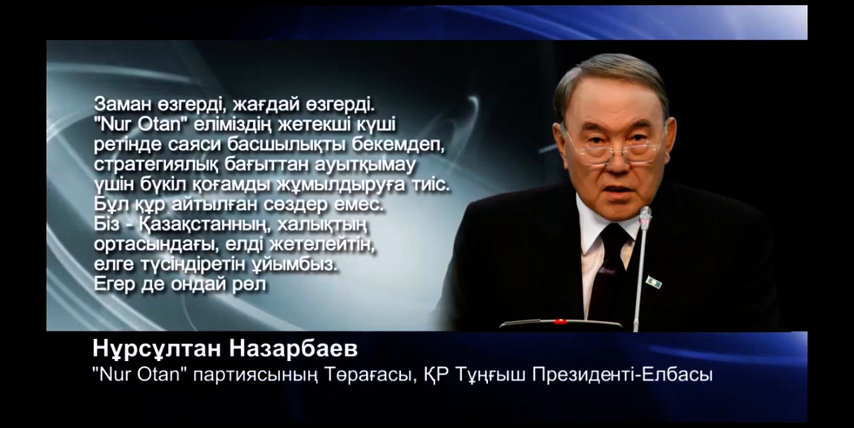 Заман өзгерді, жағдай өзгерді.
"Nur Otan" еліміздің жетекші күші
ретінде саяси басшылықты бекемдеп,
стратегиялық бағыттан ауытқымау
үшін бүкіл қоғамды жұмылдыруға тиіс.
Бұл құр айтылған сөздер емес.
Біз - Қазақстанның, халықтың
ортасындағы, елді жетелейтін,
елге түсіндіретін ұйымбыз.
Егер де ондай рөл
Нұрсұлтан Назарбаев
"Nur Otan" партиясының Төрағасы, ҚР Тұңғыш Президенті-Елбасы